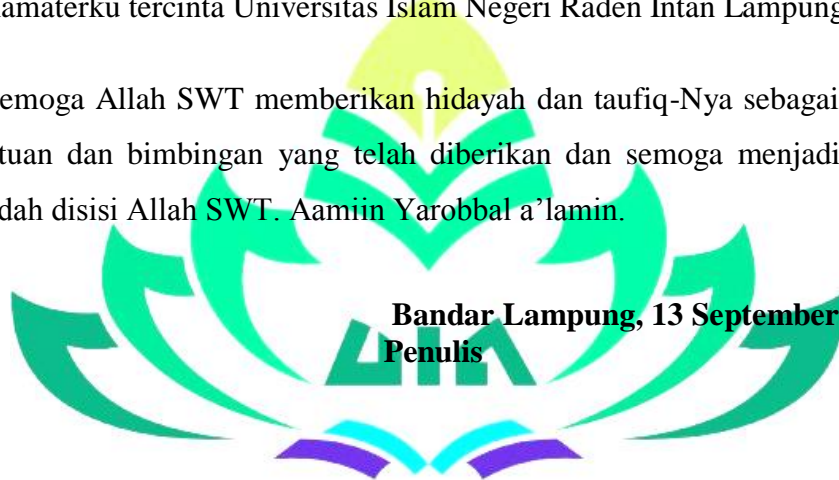 amaterku tercinta Universitas Islam Negeri Raden Intan Lampung
emoga Allah SWT memberikan hidayah dan taufiq-Nya sebagai
tuan dan bimbingan yang telah diberikan dan semoga menjadi
dah disisi Allah SWT. Aamiin Yarobbal a’lamin.
Bandar Lampung, 13 September
Penulis